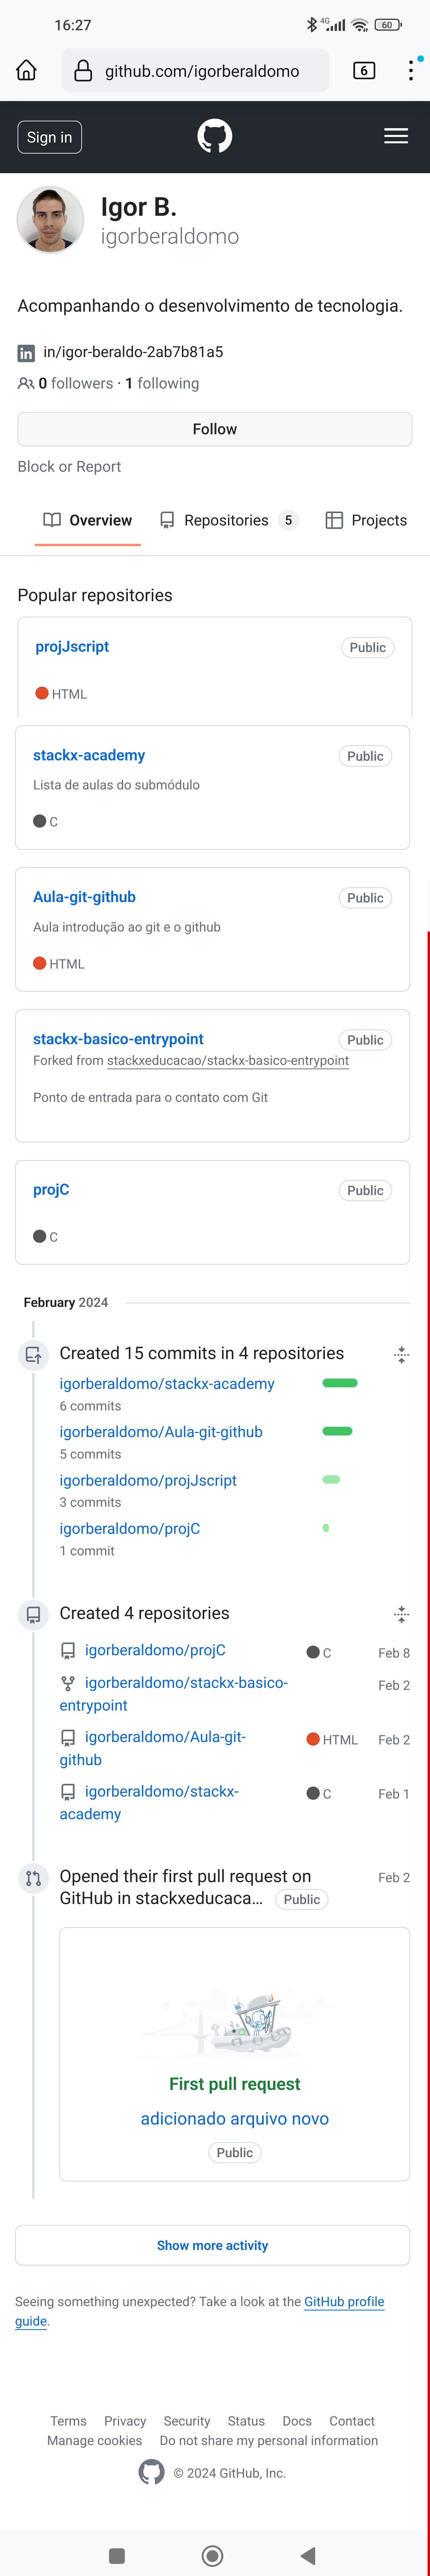 16:27
4G
60
github.com/igorberaldomo
6
Sign in
Igor B.
igorberaldomo
Acompanhando o desenvolvimento de tecnologia.
in/igor-beraldo-2ab7b81a5
0 followers · 1 following
Follow
Block or Report
Overview Repositories 5 Projects
Popular repositories
projJscript Public
HTML
stackx-academy Public
Lista de aulas do submódulo
C
Aula-git-github Public
Aula introdução ao git e o github
HTML
stackx-basico-entrypoint Public
Forked from stackxeducacao/stackx-basico-entrypoint
Ponto de entrada para o contato com Git
projC Public
C
February 2024
Created 15 commits in 4 repositories
igorberaldomo/stackx-academy
6 commits
igorberaldomo/Aula-git-github
5 commits
igorberaldomo/projJscript
3 commits
igorberaldomo/projC
1 commit
Created 4 repositories
igorberaldomo/projC C Feb 8
igorberaldomo/stackx-basico- Feb 2
entrypoint
igorberaldomo/Aula-git- HTML Feb 2
github
igorberaldomo/stackx- C Feb 1
academy
Opened their first pull request on Feb 2
GitHub in stackxeducaca... Public
First pull request
adicionado arquivo novo
Public
Show more activity
Seeing something unexpected? Take a look at the GitHub profile
guide.
Terms Privacy Security Status Docs Contact
Manage cookies Do not share my personal information
© 2024 GitHub, Inc.